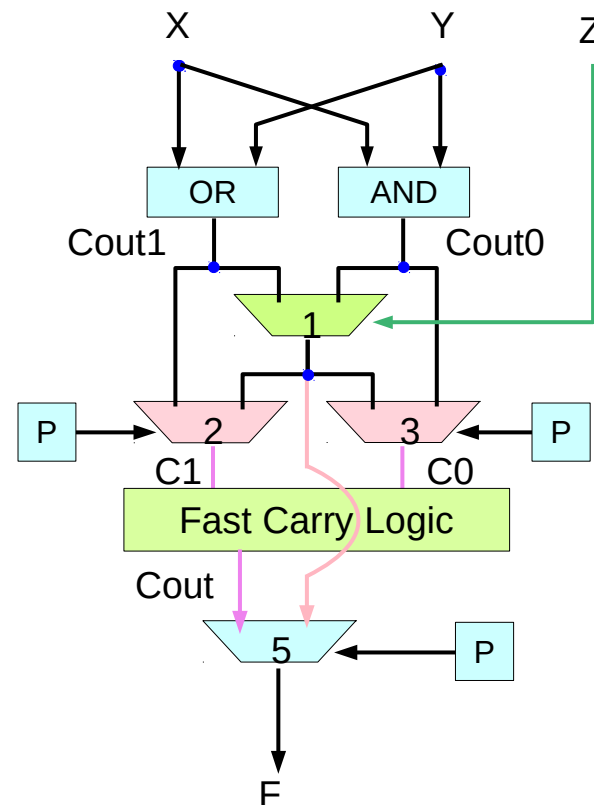 X Y Z
OR AND
Cout1 Cout0
1
P 2 3 P
C1 C0
Fast Carry Logic
Cout
5 P
F